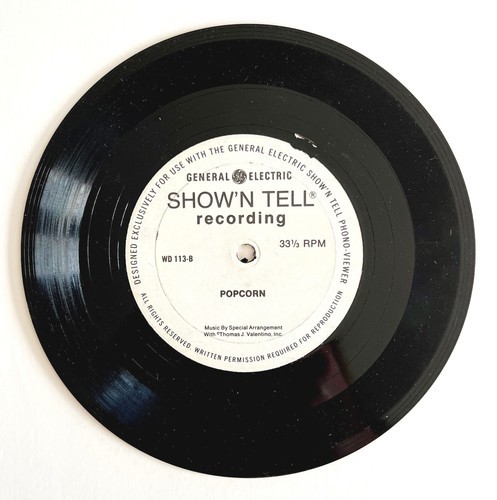 DESIGNED EXCLUSIVELY FOR USE WITH THE GENERAL ELECTRIC SHOW'N TELL PHONO-VIEWER
GENERAL ELECTRIC
SHOW'N TELL®
recording
33⅓ RPM
WD 113-B
POPCORN
Music By Special Arrangement
With ©Thomas J. Valentino, Inc.
ALL RIGHTS RESERVED. WRITTEN PERMISSION REQUIRED FOR REPRODUCTION